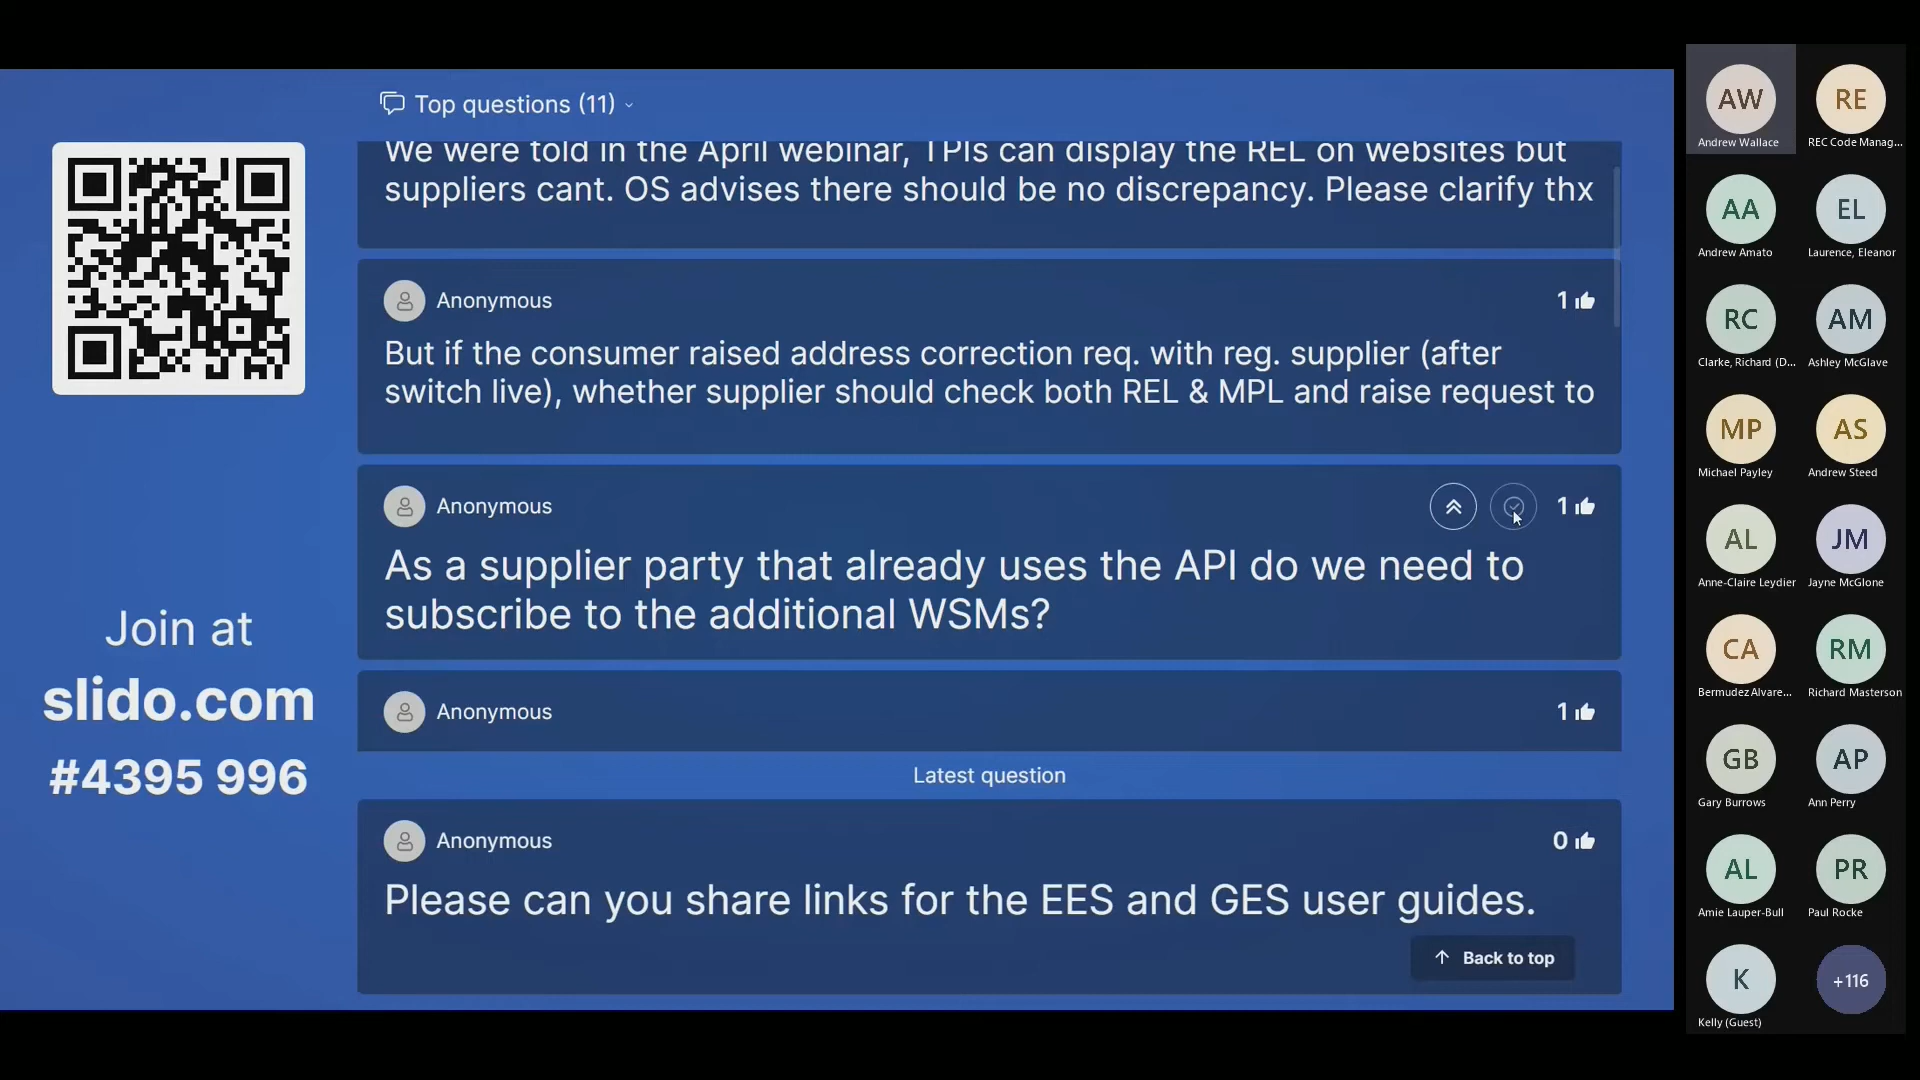 Top questions (11)
We were told in the April webinar, TPIs can display the REL on websites but
suppliers cant. OS advises there should be no discrepancy. Please clarify thx
Anonymous
1
But if the consumer raised address correction req. with reg. supplier (after
switch live), whether supplier should check both REL & MPL and raise request to
Anonymous
1
As a supplier party that already uses the API do we need to
subscribe to the additional WSMs?
Anonymous
1
Latest question
Anonymous
0
Please can you share links for the EES and GES user guides.
Back to top
Join at
slido.com
#4395 996
AW
Andrew Wallace
RE
REC Code Manag...
AA
Andrew Amato
EL
Laurence, Eleanor
RC
Clarke, Richard (D...
AM
Ashley McGlave
MP
Michael Payley
AS
Andrew Steed
AL
Anne-Claire Leydier
JM
Jayne McGlone
CA
Bermudez Alvare...
RM
Richard Masterson
GB
Gary Burrows
AP
Ann Perry
AL
Amie Lauper-Bull
PR
Paul Rocke
K
Kelly (Guest)
+116